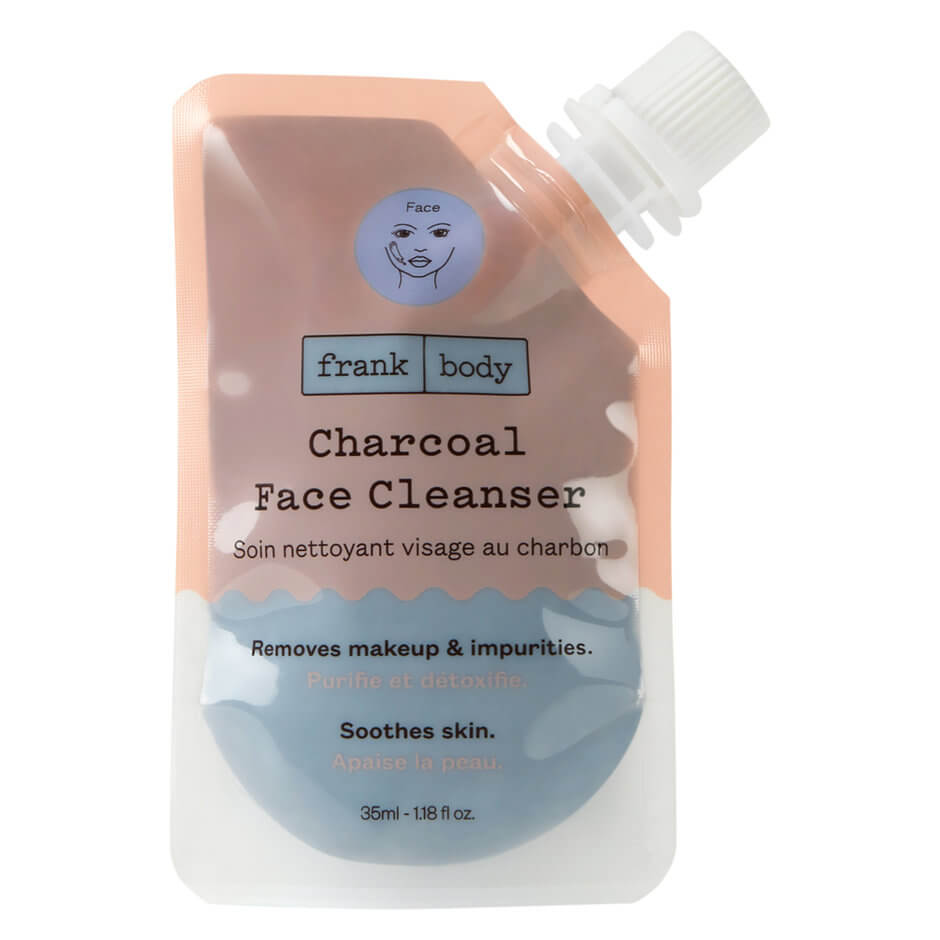 Face
frank body
Charcoal
Face Cleanser
Soin nettoyant visage au charbon
Removes makeup & impurities.
Purifie et détoxifie.
Soothes skin.
Apaise la peau.
35ml - 1.18 fl oz.